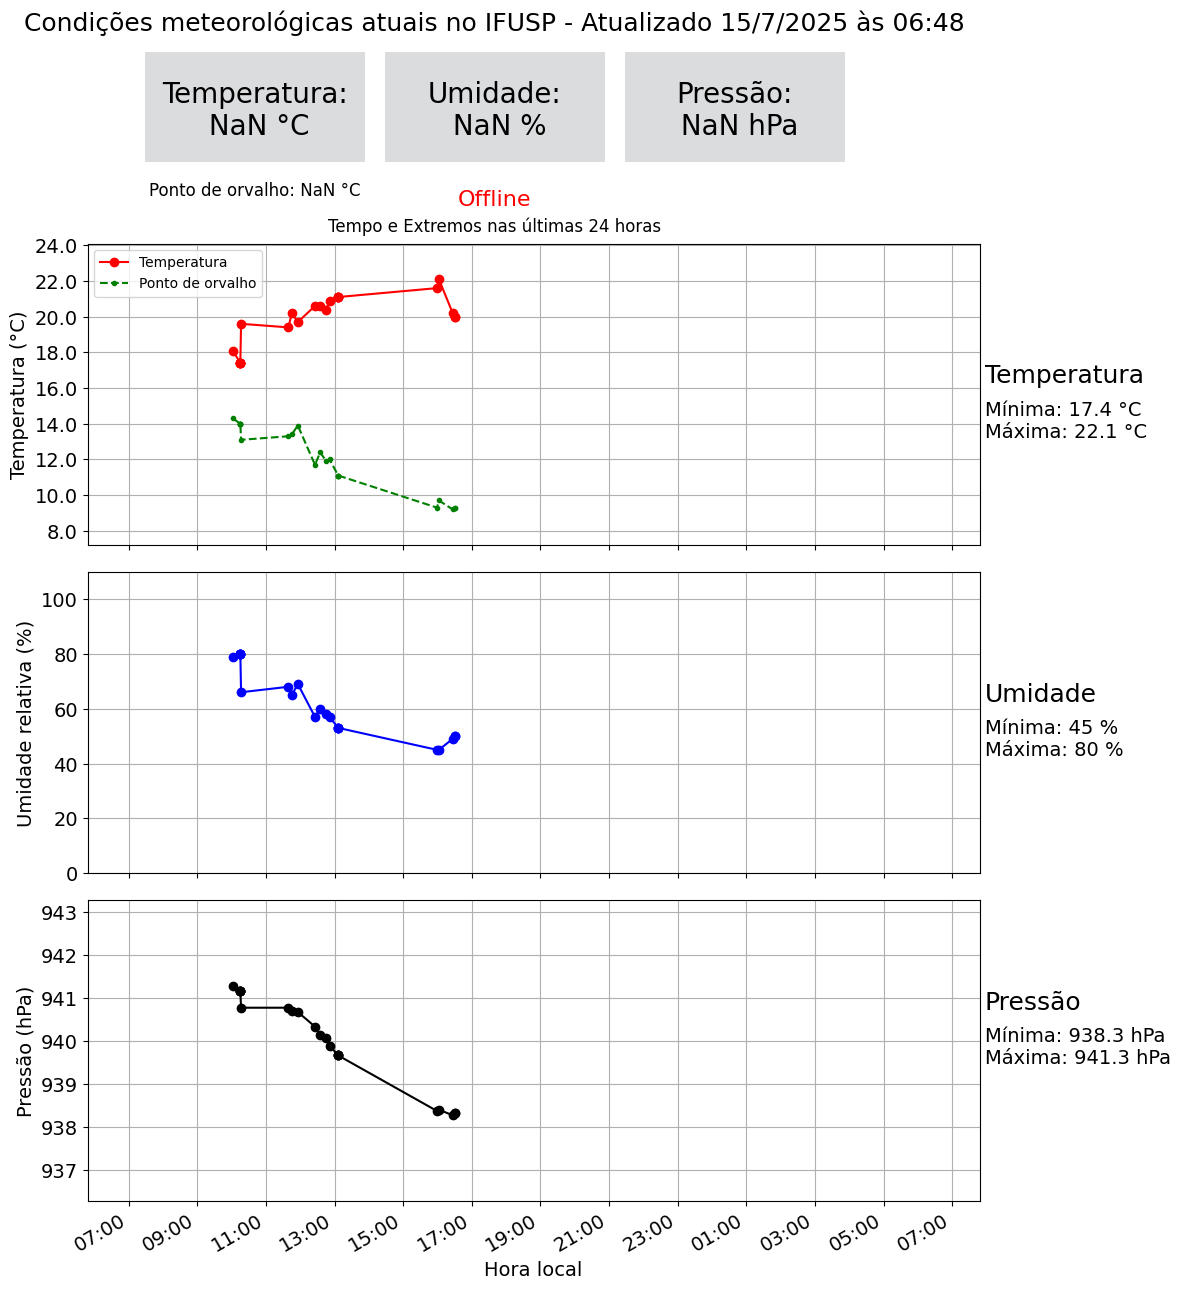 Condições meteorológicas atuais no IFUSP - Atualizado 15/7/2025 às 06:48
Temperatura:
NaN °C
Umidade:
NaN %
Pressão:
NaN hPa
Ponto de orvalho: NaN °C
Offline
Tempo e Extremos nas últimas 24 horas
Temperatura
Ponto de orvalho
Temperatura (°C)
24.0
22.0
20.0
18.0
16.0
14.0
12.0
10.0
8.0
Temperatura
Mínima: 17.4 °C
Máxima: 22.1 °C
Umidade relativa (%)
100
80
60
40
20
0
Umidade
Mínima: 45 %
Máxima: 80 %
Pressão (hPa)
943
942
941
940
939
938
937
Pressão
Mínima: 938.3 hPa
Máxima: 941.3 hPa
07:00
09:00
11:00
13:00
15:00
17:00
19:00
21:00
23:00
01:00
03:00
05:00
07:00
Hora local